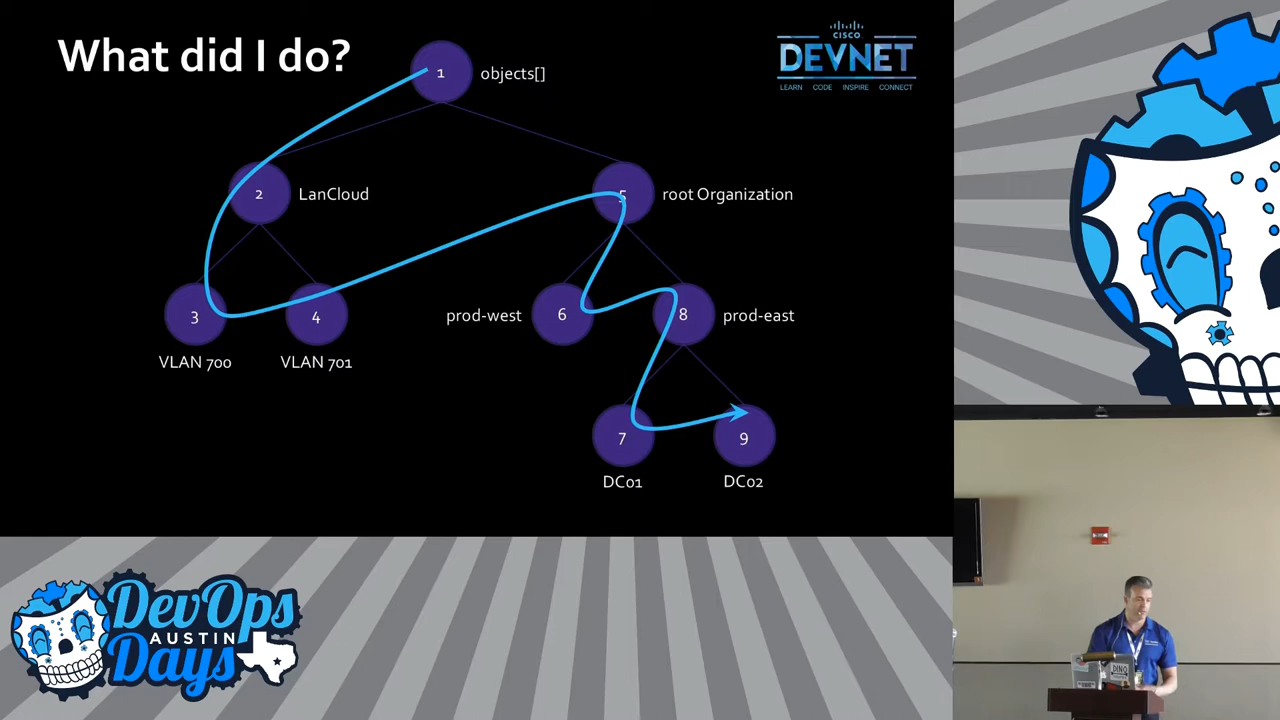 What did I do?
1
objects[]
CISCO
DEVNET
LEARN CODE INSPIRE CONNECT
2
LanCloud
5
root Organization
3
4
prod-west
6
8
prod-east
VLAN 700
VLAN 701
7
9
DC01
DC02
DevOps
AUSTIN
Days